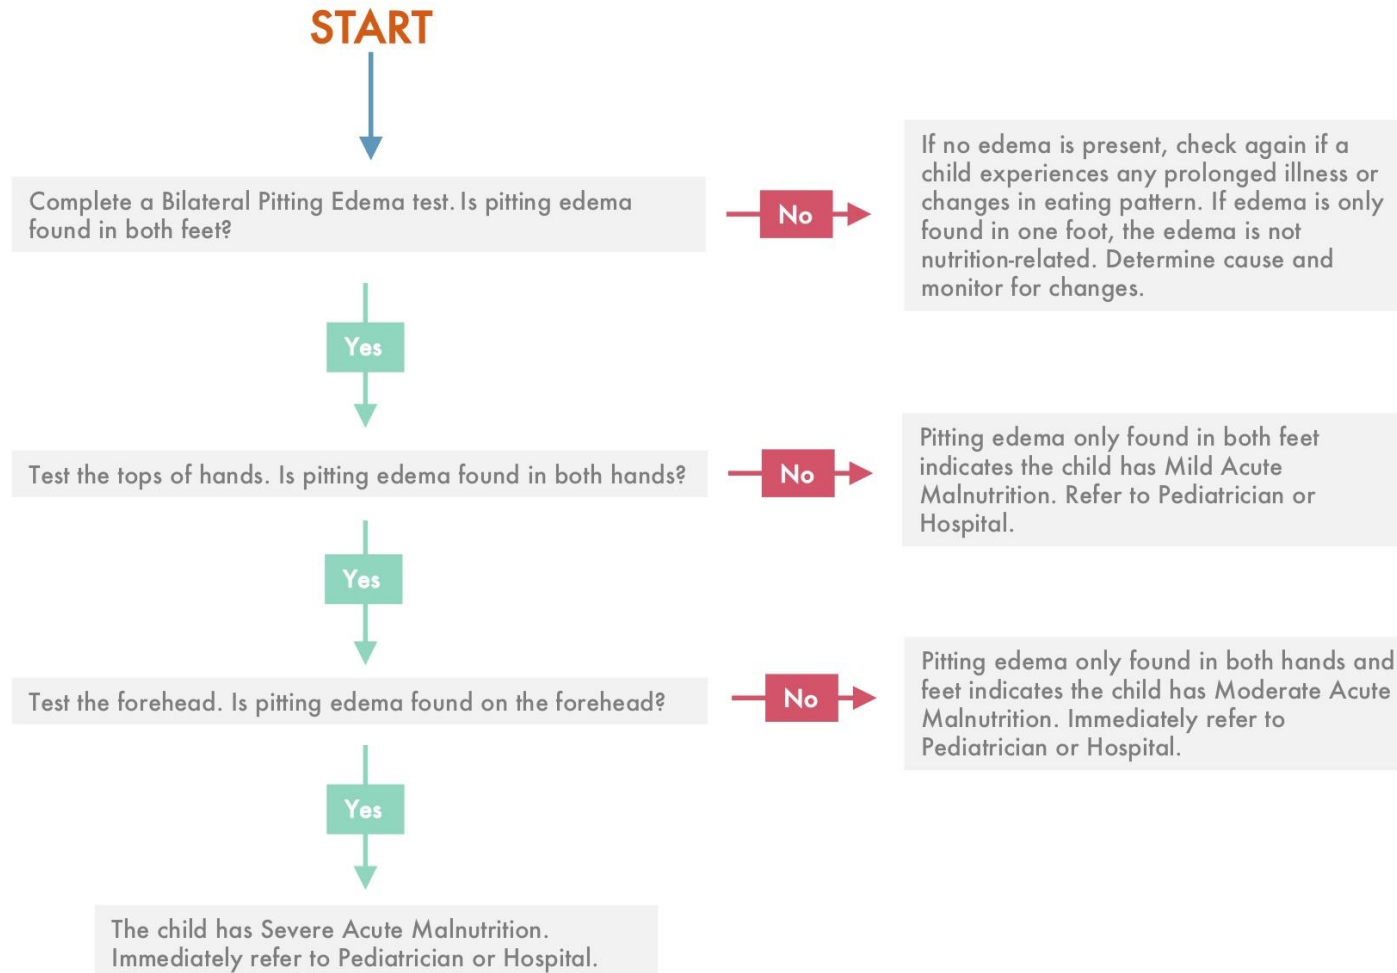 START
Complete a Bilateral Pitting Edema test. Is pitting edema
found in both feet?
No
If no edema is present, check again if a
child experiences any prolonged illness or
changes in eating pattern. If edema is only
found in one foot, the edema is not
nutrition-related. Determine cause and
monitor for changes.
Yes
Test the tops of hands. Is pitting edema found in both hands?
No
Pitting edema only found in both feet
indicates the child has Mild Acute
Malnutrition. Refer to Pediatrician or
Hospital.
Yes
Test the forehead. Is pitting edema found on the forehead?
No
Pitting edema only found in both hands and
feet indicates the child has Moderate Acute
Malnutrition. Immediately refer to
Pediatrician or Hospital.
Yes
The child has Severe Acute Malnutrition.
Immediately refer to Pediatrician or Hospital.